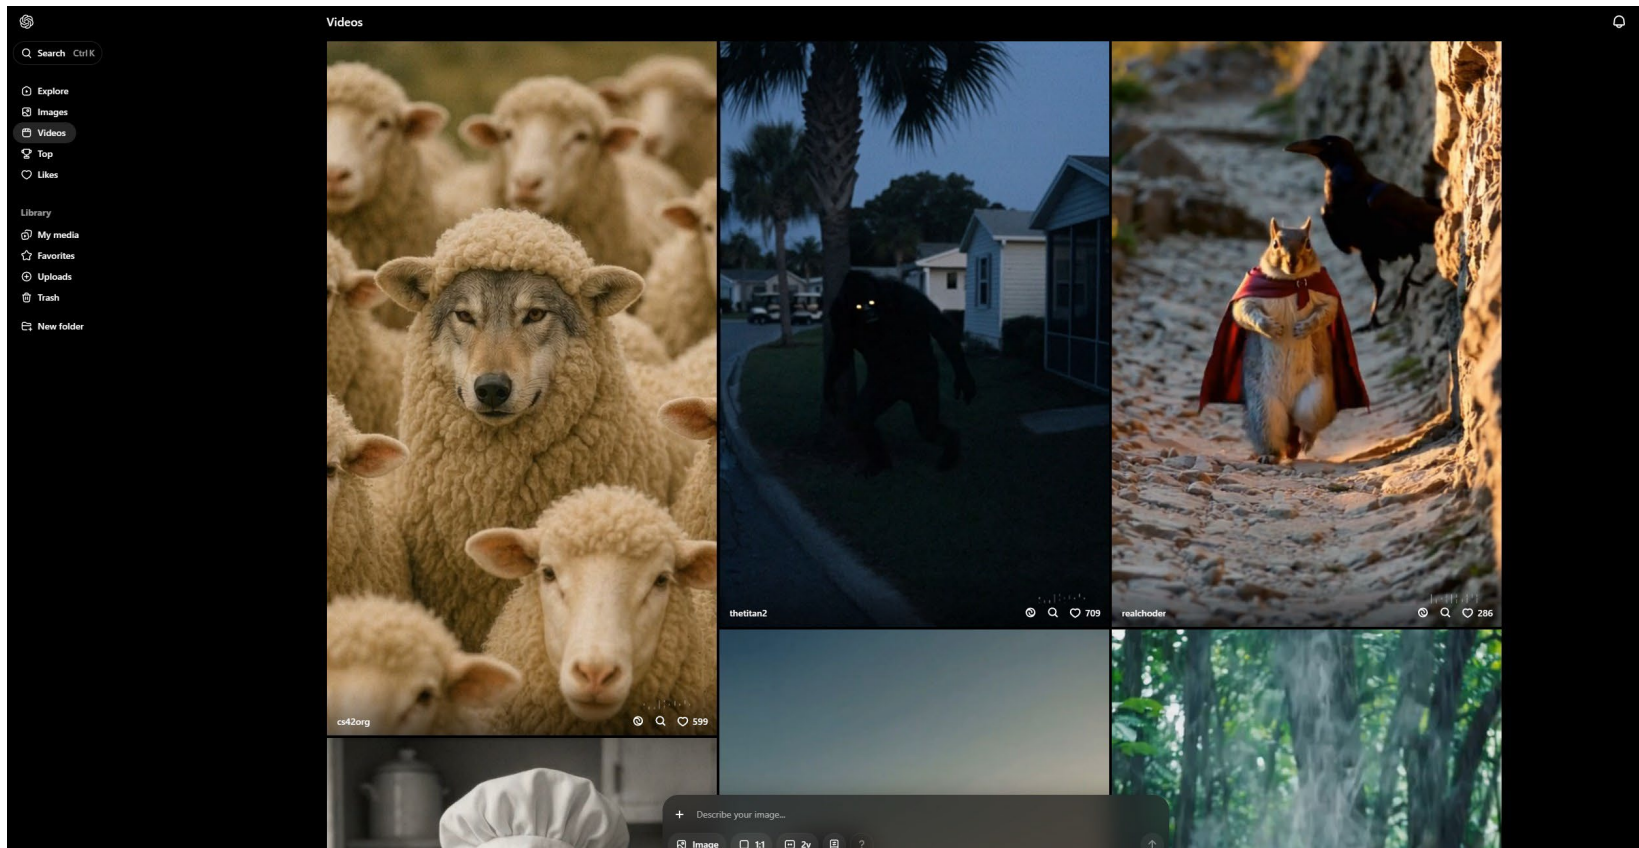 Videos
Search Ctrl K
Explore
Images
Videos
Top
Likes
Library
My media
Favorites
Uploads
Trash
New folder
thetitan2
709
realchoder
286
cs42org
599
Describe your image...
Image 1:1 2v ?